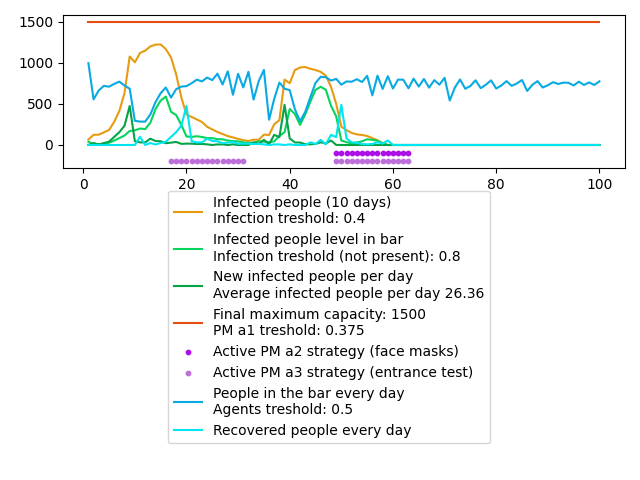 1500
1000
500
0
0
20
40
60
80
100
Infected people (10 days)
Infection treshold: 0.4
Infected people level in bar
Infection treshold (not present): 0.8
New infected people per day
Average infected people per day 26.36
Final maximum capacity: 1500
PM a1 treshold: 0.375
Active PM a2 strategy (face masks)
Active PM a3 strategy (entrance test)
People in the bar every day
Agents treshold: 0.5
Recovered people every day